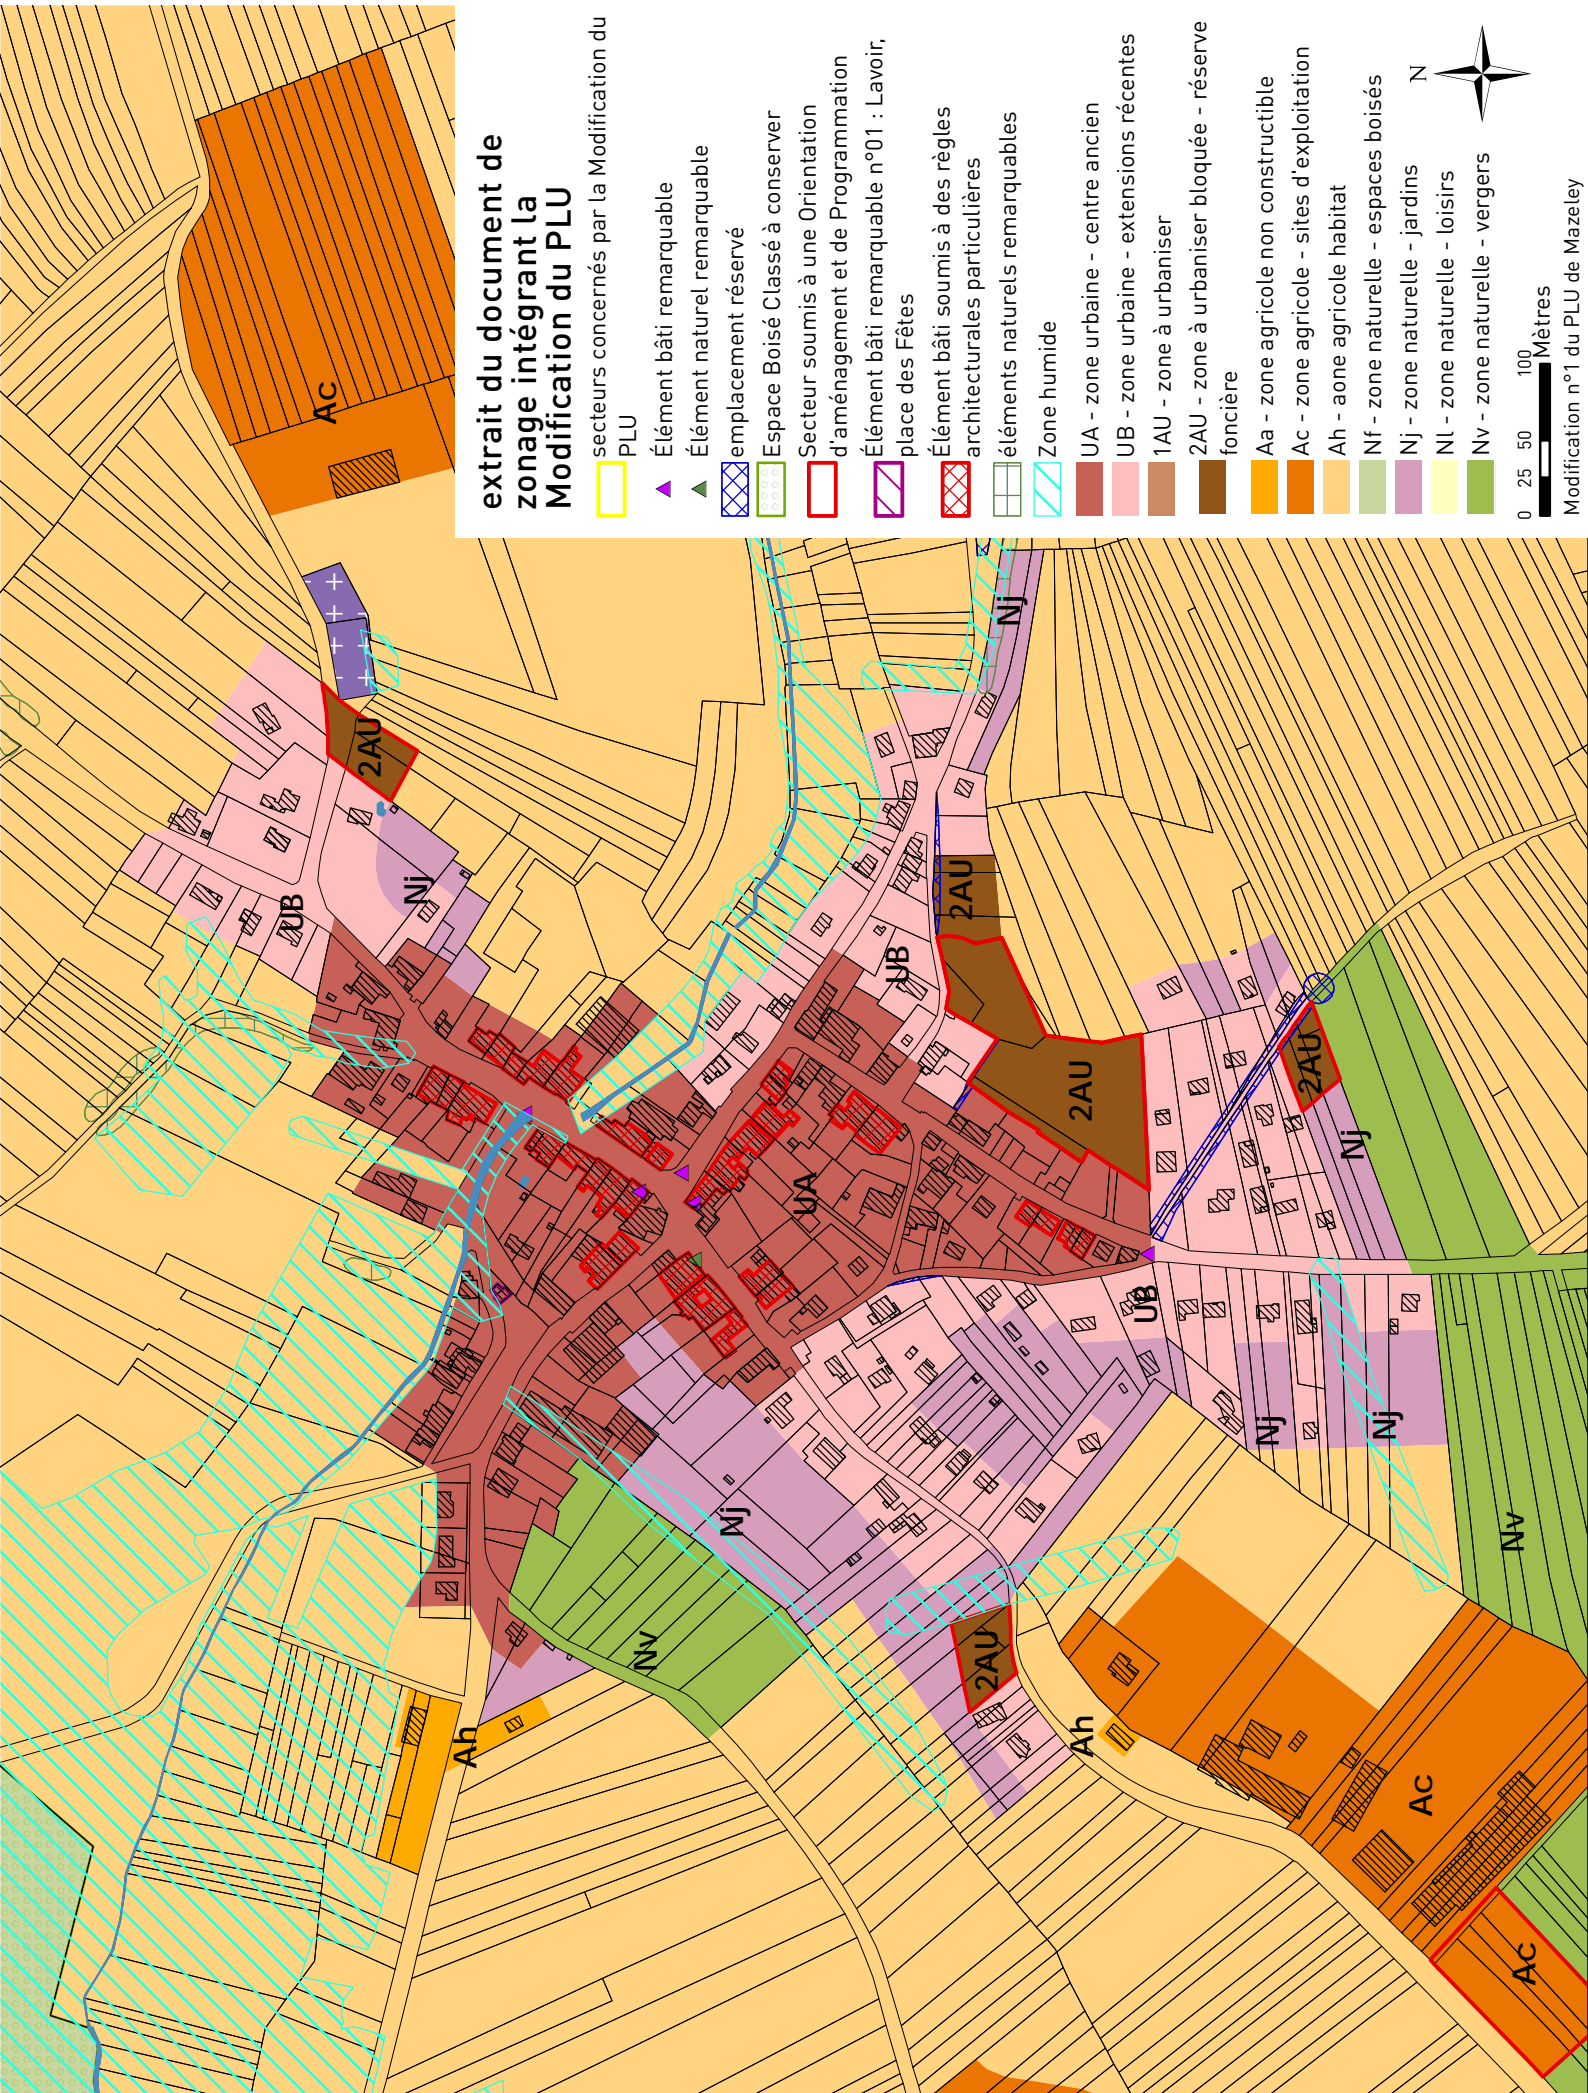 extrait du document de
zonage intégrant la
Modification du PLU
secteurs concernés par la Modification du
PLU
Élément bâti remarquable
Élément naturel remarquable
emplacement réservé
Espace Boisé Classé à conserver
Secteur soumis à une Orientation
d'aménagement et de Programmation
Élément bâti remarquable n°01 : Lavoir,
place des Fêtes
Élément bâti soumis à des règles
architecturales particulières
éléments naturels remarquables
Zone humide
UA - zone urbaine - centre ancien
UB - zone urbaine - extensions récentes
1AU - zone à urbaniser
2AU - zone à urbaniser bloquée - réserve
foncière
Aa - zone agricole non constructible
Ac - zone agricole - sites d'exploitation
Ah - aone agricole habitat
Nf - zone naturelle - espaces boisés
Nj - zone naturelle - jardins
Nl - zone naturelle - loisirs
Nv - zone naturelle - vergers
N
0 25 50 100
Mètres
Modification n°1 du PLU de Mazeley
Ac
2AU
UB
Nj
Nj
2AU
UB
2AU
2AU
Nj
UA
UB
Nj
Nj
Nj
Nv
Nv
2AU
Ah
Ah
Ac
Ac